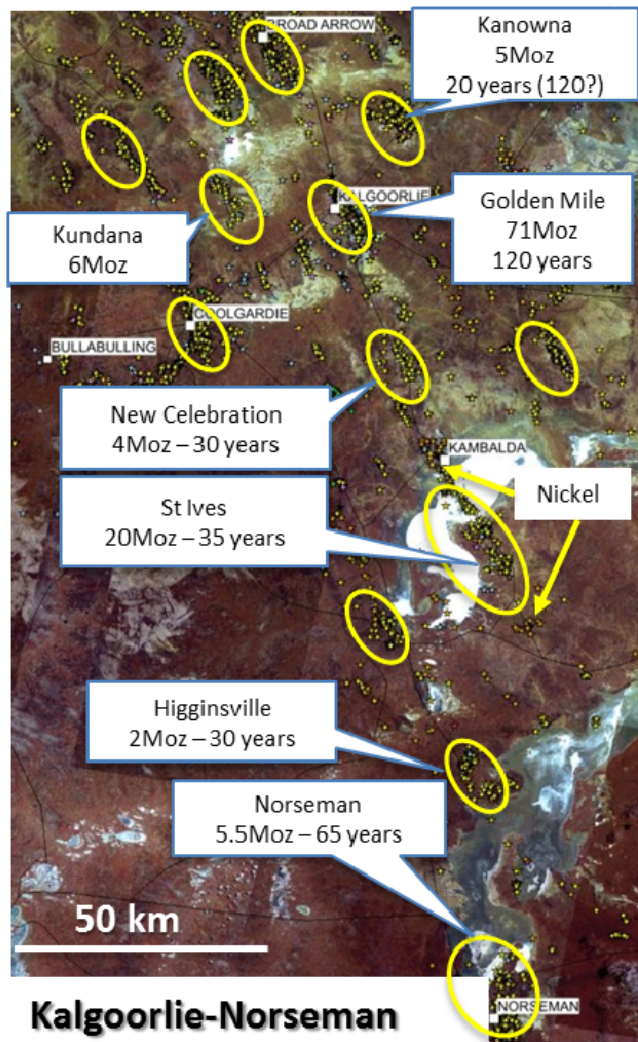 BROAD ARROW
Kanowna
5Moz
20 years (120?)
KALGOORLIE
Golden Mile
71Moz
120 years
Kundana
6Moz
COOLGARDIE
BULLABULLING
New Celebration
4Moz – 30 years
KAMBALDA
Nickel
St Ives
20Moz – 35 years
Higginsville
2Moz – 30 years
Norseman
5.5Moz – 65 years
50 km
NORSEMAN
Kalgoorlie-Norseman